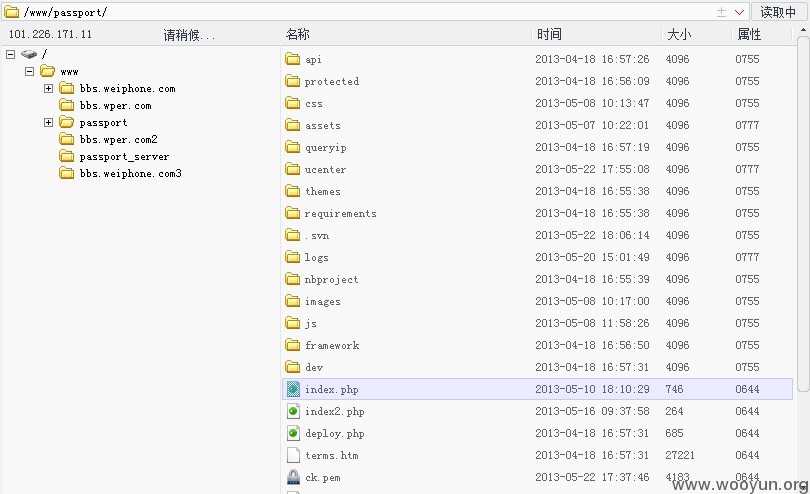 /www/passport/ 读取中
101.226.171.11 请稍候... 名称 时间 大小 属性
/
www
bbs.weiphone.com
bbs.wper.com
passport
bbs.wper.com2
passport_server
bbs.weiphone.com3
api 2013-04-18 16:57:26 4096 0755
protected 2013-04-18 16:56:09 4096 0755
css 2013-05-08 10:13:47 4096 0755
assets 2013-05-07 10:22:01 4096 0777
queryip 2013-04-18 16:57:19 4096 0755
ucenter 2013-05-22 17:55:08 4096 0777
themes 2013-04-18 16:55:38 4096 0755
requirements 2013-04-18 16:55:38 4096 0755
.svn 2013-05-22 18:06:14 4096 0755
logs 2013-05-20 15:01:49 4096 0777
nbproject 2013-04-18 16:55:39 4096 0755
images 2013-05-08 10:17:00 4096 0755
js 2013-05-08 11:58:26 4096 0755
framework 2013-04-18 16:56:50 4096 0755
dev 2013-04-18 16:57:31 4096 0755
index.php 2013-05-10 18:10:29 746 0644
index2.php 2013-05-16 09:37:58 264 0644
deploy.php 2013-04-18 16:57:31 685 0644
terms.htm 2013-04-18 16:57:31 27221 0644
ck.pem 2013-05-22 17:37:46 4183 0644
www.wooyun.org